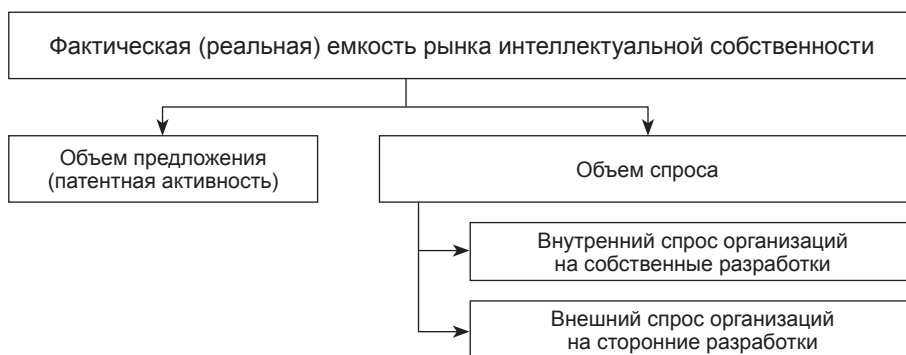 Фактическая (реальная) емкость рынка интеллектуальной собственности
Объем предложения
(патентная активность)
Объем спроса
Внутренний спрос организаций
на собственные разработки
Внешний спрос организаций
на сторонние разработки